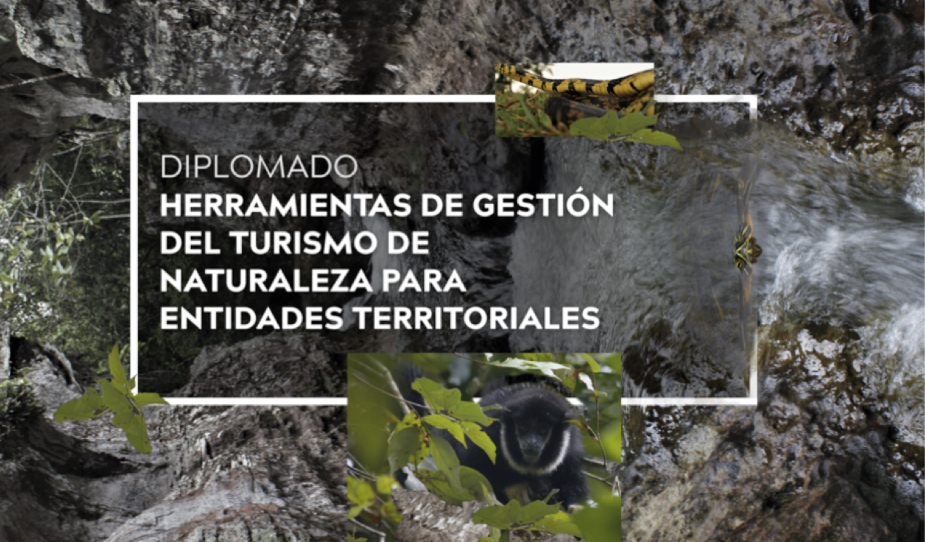 DIPLOMADO
HERRAMIENTAS DE GESTIÓN
DEL TURISMO DE
NATURALEZA PARA
ENTIDADES TERRITORIALES